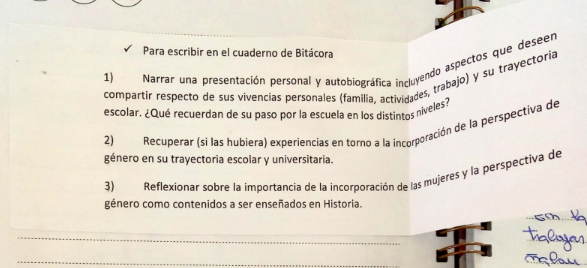 ✓ Para escribir en el cuaderno de Bitácora
1) Narrar una presentación personal y autobiográfica incluyendo aspectos que deseen
compartir respecto de sus vivencias personales (familia, actividades, trabajo) y su trayectoria
escolar. ¿Qué recuerdan de su paso por la escuela en los distintos niveles?
2) Recuperar (si las hubiera) experiencias en torno a la incorporación de la perspectiva de
género en su trayectoria escolar y universitaria.
3) Reflexionar sobre la importancia de la incorporación de las mujeres y la perspectiva de
género como contenidos a ser enseñados en Historia.